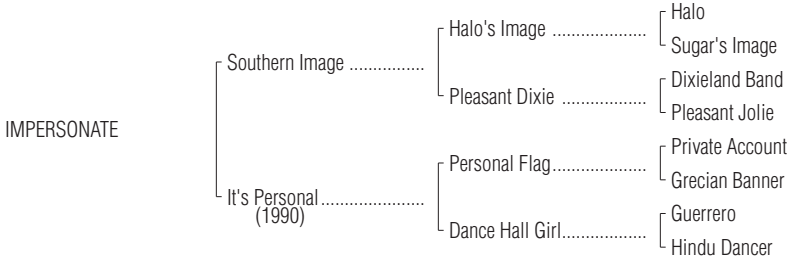 Halo
Halo's Image ....................
Sugar's Image
Southern Image ................
Dixieland Band
Pleasant Dixie ..................
Pleasant Jolie
IMPERSONATE
Private Account
Personal Flag....................
Grecian Banner
It's Personal......................
(1990)
Guerrero
Dance Hall Girl..................
Hindu Dancer